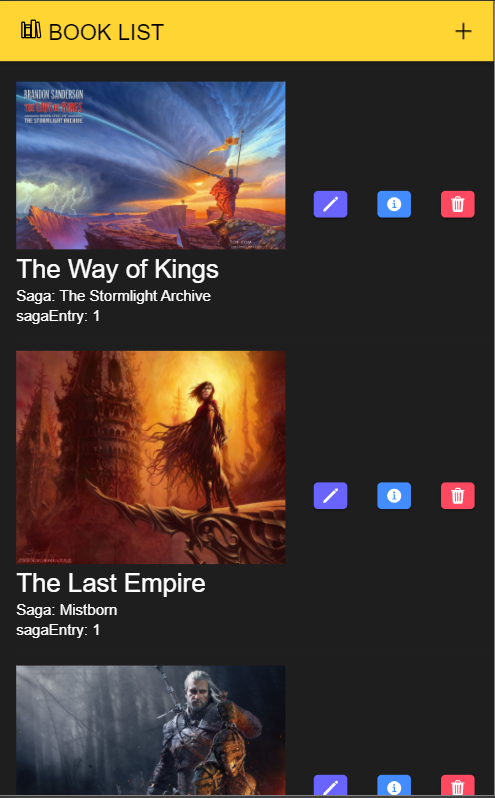 BOOK LIST
BRANDON SANDERSON
THE WAY OF KINGS
THE STORMLIGHT ARCHIVE
The Way of Kings
Saga: The Stormlight Archive
sagaEntry: 1
The Last Empire
Saga: Mistborn
sagaEntry: 1